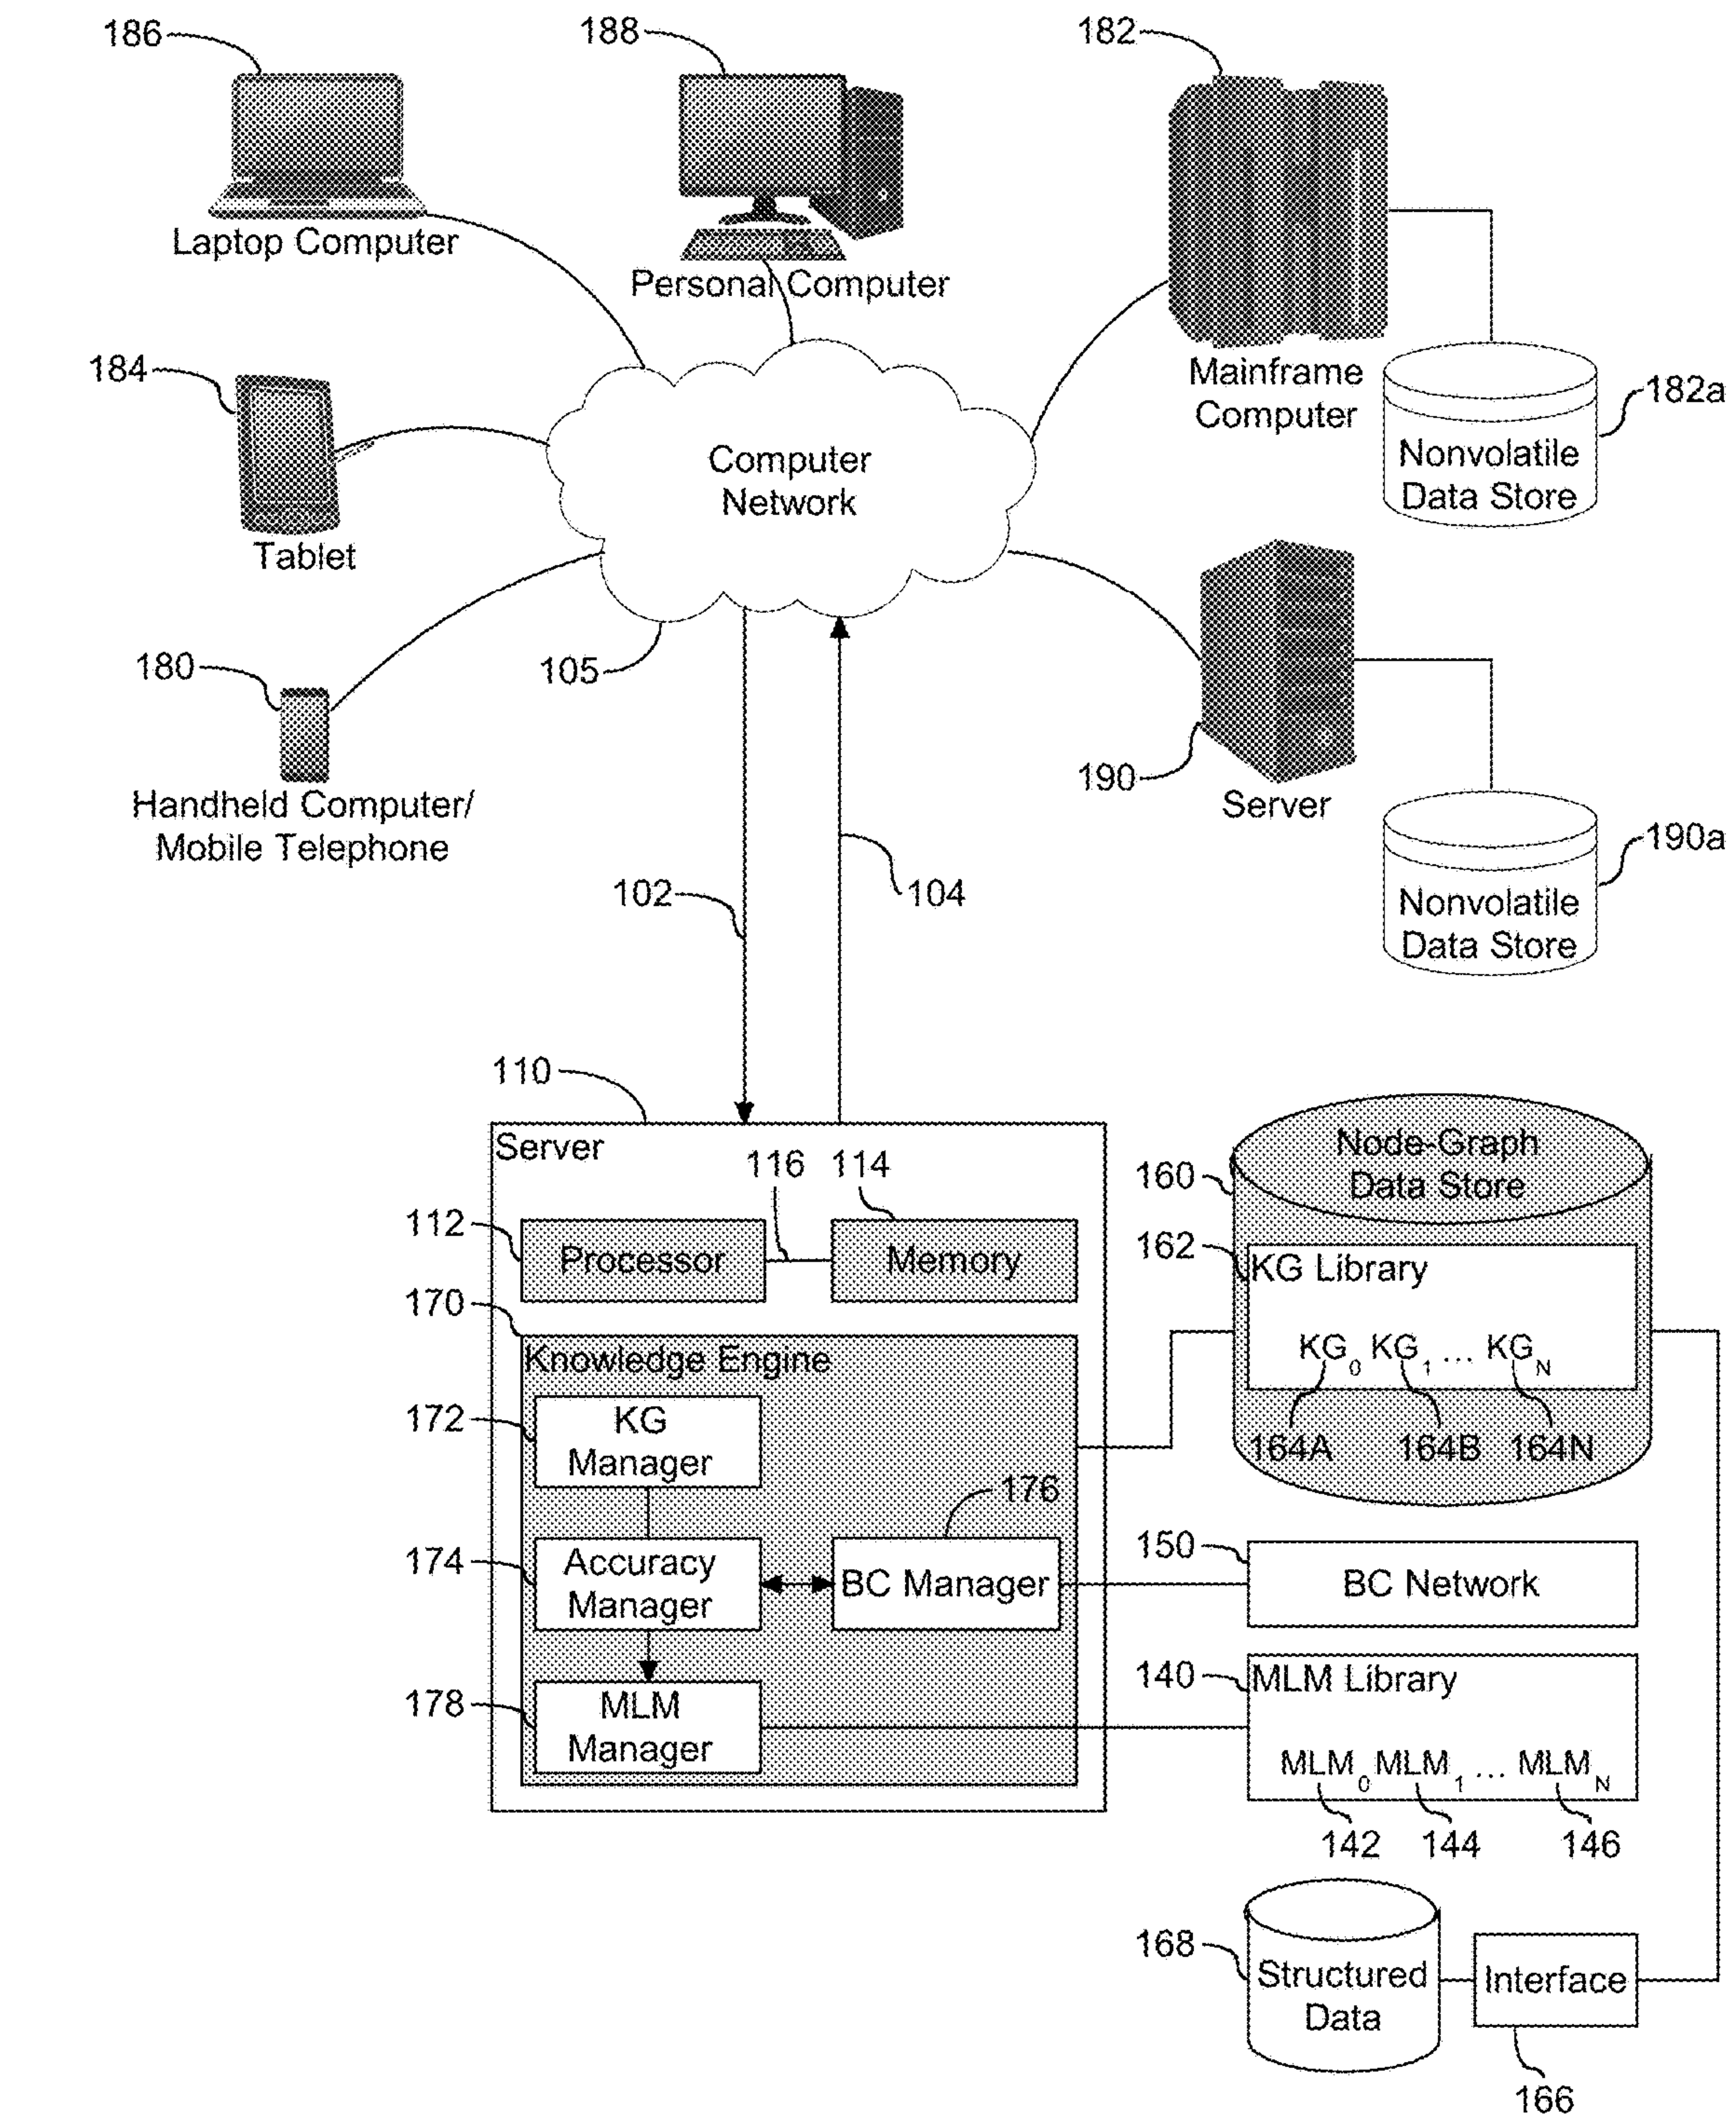 186
188
182
Laptop Computer
Personal Computer
Mainframe
Computer
184
182a
Computer
Network
Nonvolatile
Data Store
Tablet
180
105
190
Server
Handheld Computer/
Mobile Telephone
190a
102
104
Nonvolatile
Data Store
110
Server
116
114
Node-Graph
Data Store
160
112
Processor
Memory
162
KG Library
170
Knowledge Engine
KG0 KG1 ... KGN
172
KG
Manager
164A
164B
164N
176
174
Accuracy
Manager
BC Manager
150
BC Network
140
MLM Library
178
MLM
Manager
MLM0 MLM1 ... MLMN
142
144
146
168
Structured
Data
Interface
166